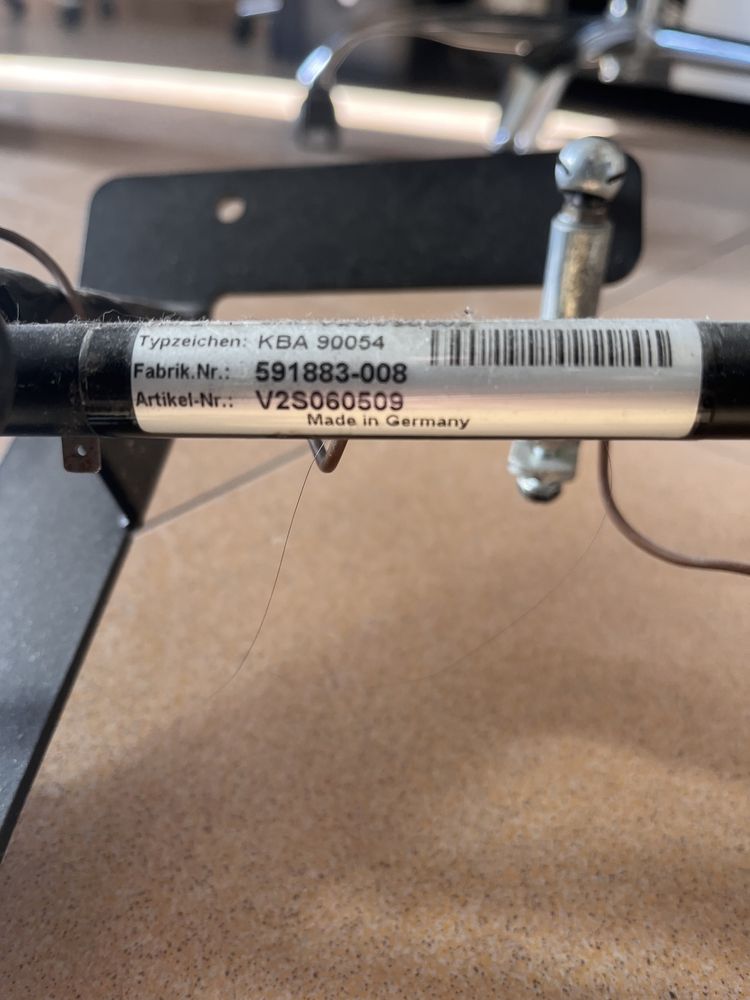 Typzeichen: KBA 90054
Fabrik.Nr.: 591883-008
Artikel-Nr.: V2S060509
Made in Germany